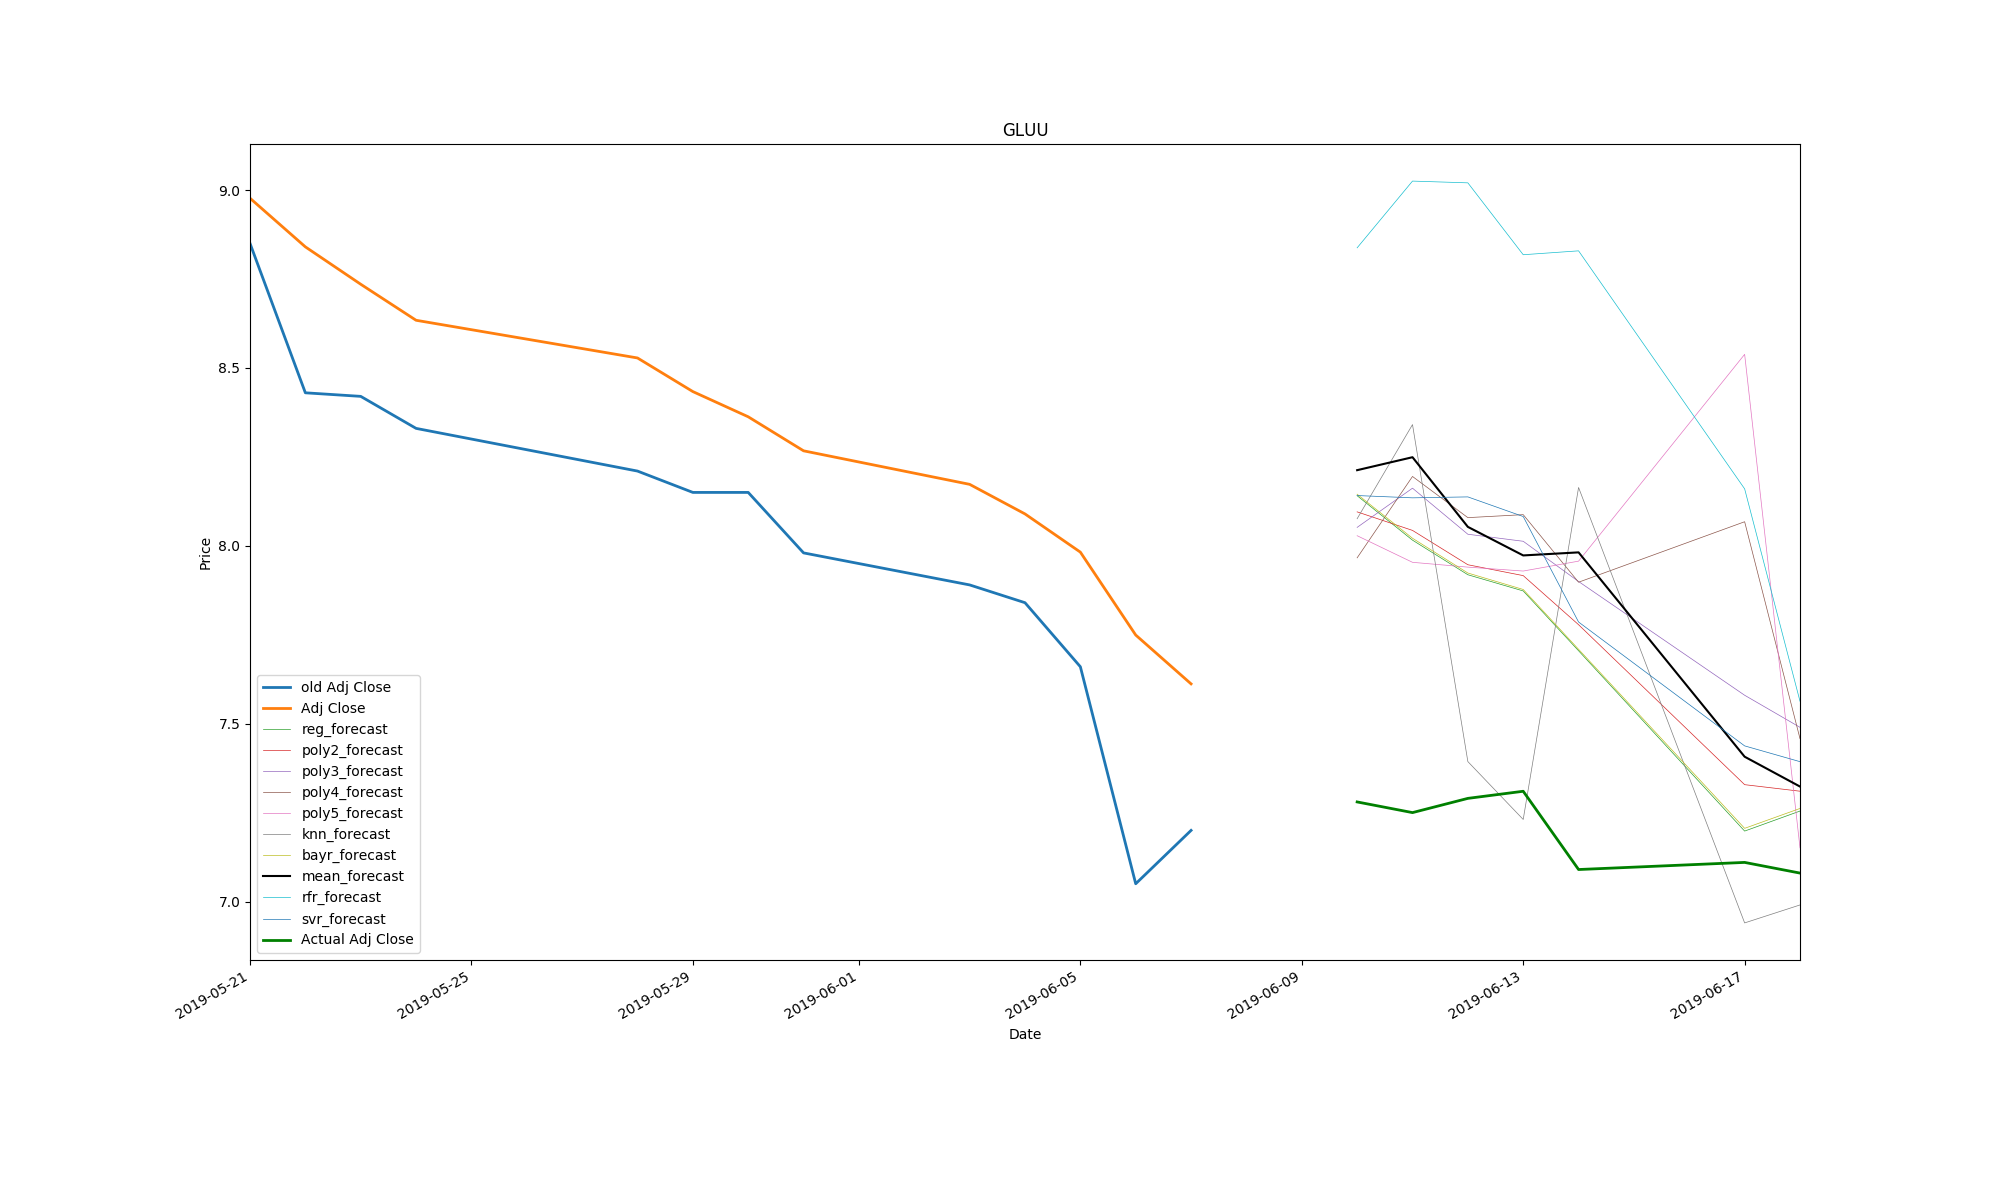 GLUU
9.0
8.5
8.0
7.5
7.0
Price
old Adj Close
Adj Close
reg_forecast
poly2_forecast
poly3_forecast
poly4_forecast
poly5_forecast
knn_forecast
bayr_forecast
mean_forecast
rfr_forecast
svr_forecast
Actual Adj Close
2019-05-21
2019-05-25
2019-05-29
2019-06-01
2019-06-05
2019-06-09
2019-06-13
2019-06-17
Date